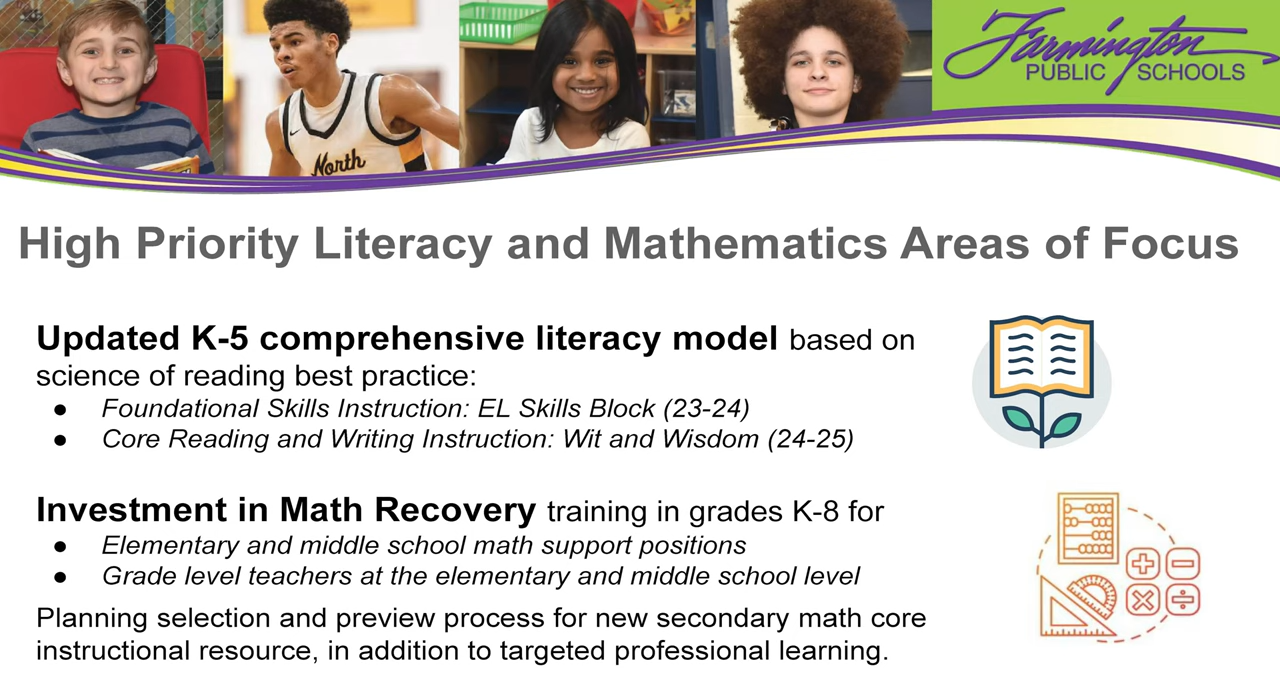 North
Farmington
PUBLIC SCHOOLS
High Priority Literacy and Mathematics Areas of Focus
Updated K-5 comprehensive literacy model based on
science of reading best practice:
● Foundational Skills Instruction: EL Skills Block (23-24)
● Core Reading and Writing Instruction: Wit and Wisdom (24-25)
Investment in Math Recovery training in grades K-8 for
● Elementary and middle school math support positions
● Grade level teachers at the elementary and middle school level
Planning selection and preview process for new secondary math core
instructional resource, in addition to targeted professional learning.